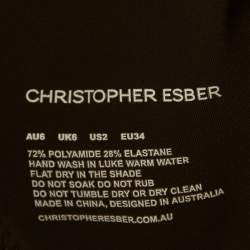 CHRISTOPHER ESBER
AU6 UK6 US2 EU34
72% POLYAMIDE 28% ELASTANE
HAND WASH IN LUKE WARM WATER
FLAT DRY IN THE SHADE
DO NOT SOAK DO NOT RUB
DO NOT TUMBLE DRY OR DRY CLEAN
MADE IN CHINA, DESIGNED IN AUSTRALIA
CHRISTOPHERESBER.COM.AU